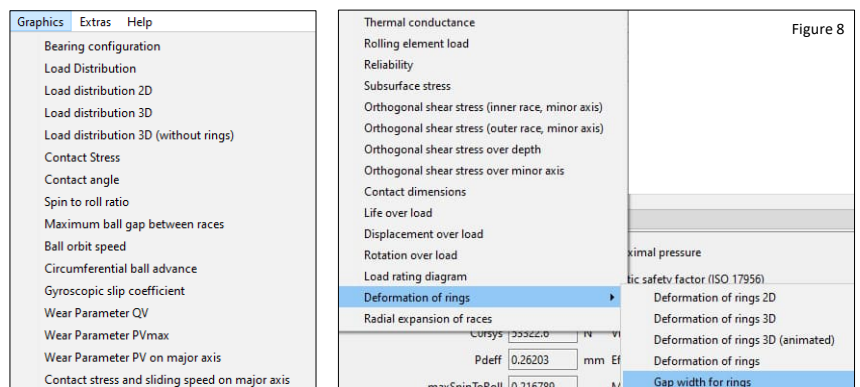 Graphics Extras Help
Bearing configuration
Load Distribution
Load distribution 2D
Load distribution 3D
Load distribution 3D (without rings)
Contact Stress
Contact angle
Spin to roll ratio
Maximum ball gap between races
Ball orbit speed
Circumferential ball advance
Gyroscopic slip coefficient
Wear Parameter QV
Wear Parameter PVmax
Wear Parameter PV on major axis
Contact stress and sliding speed on major axis
Figure 8
Thermal conductance
Rolling element load
Reliability
Subsurface stress
Orthogonal shear stress (inner race, minor axis)
Orthogonal shear stress (outer race, minor axis)
Orthogonal shear stress over depth
Orthogonal shear stress over minor axis
Contact dimensions
Life over load
Displacement over load
Rotation over load
Load rating diagram
Deformation of rings
Radial expansion of races
ximal pressure
tic safety factor (ISO 17956)
Deformation of rings 2D
Deformation of rings 3D
Deformation of rings 3D (animated)
Deformation of rings
Gap width for rings
N
Pdeff 0.26203 mm Ef